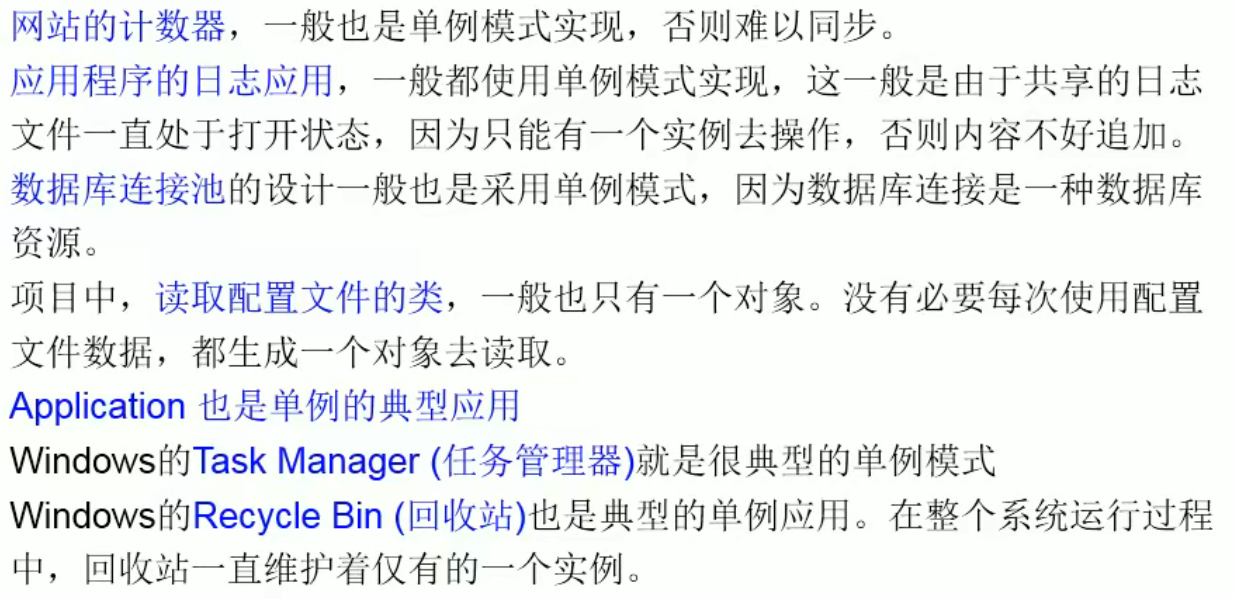 网站的计数器，一般也是单例模式实现，否则难以同步。
应用程序的日志应用，一般都使用单例模式实现，这一般是由于共享的日志
文件一直处于打开状态，因为只能有一个实例去操作，否则内容不好追加。
数据库连接池的设计一般也是采用单例模式，因为数据库连接是一种数据库
资源。
项目中，读取配置文件的类，一般也只有一个对象。没有必要每次使用配置
文件数据，都生成一个对象去读取。
Application 也是单例的典型应用
Windows的Task Manager (任务管理器)就是很典型的单例模式
Windows的Recycle Bin (回收站)也是典型的单例应用。在整个系统运行过程
中，回收站一直维护着仅有的一个实例。